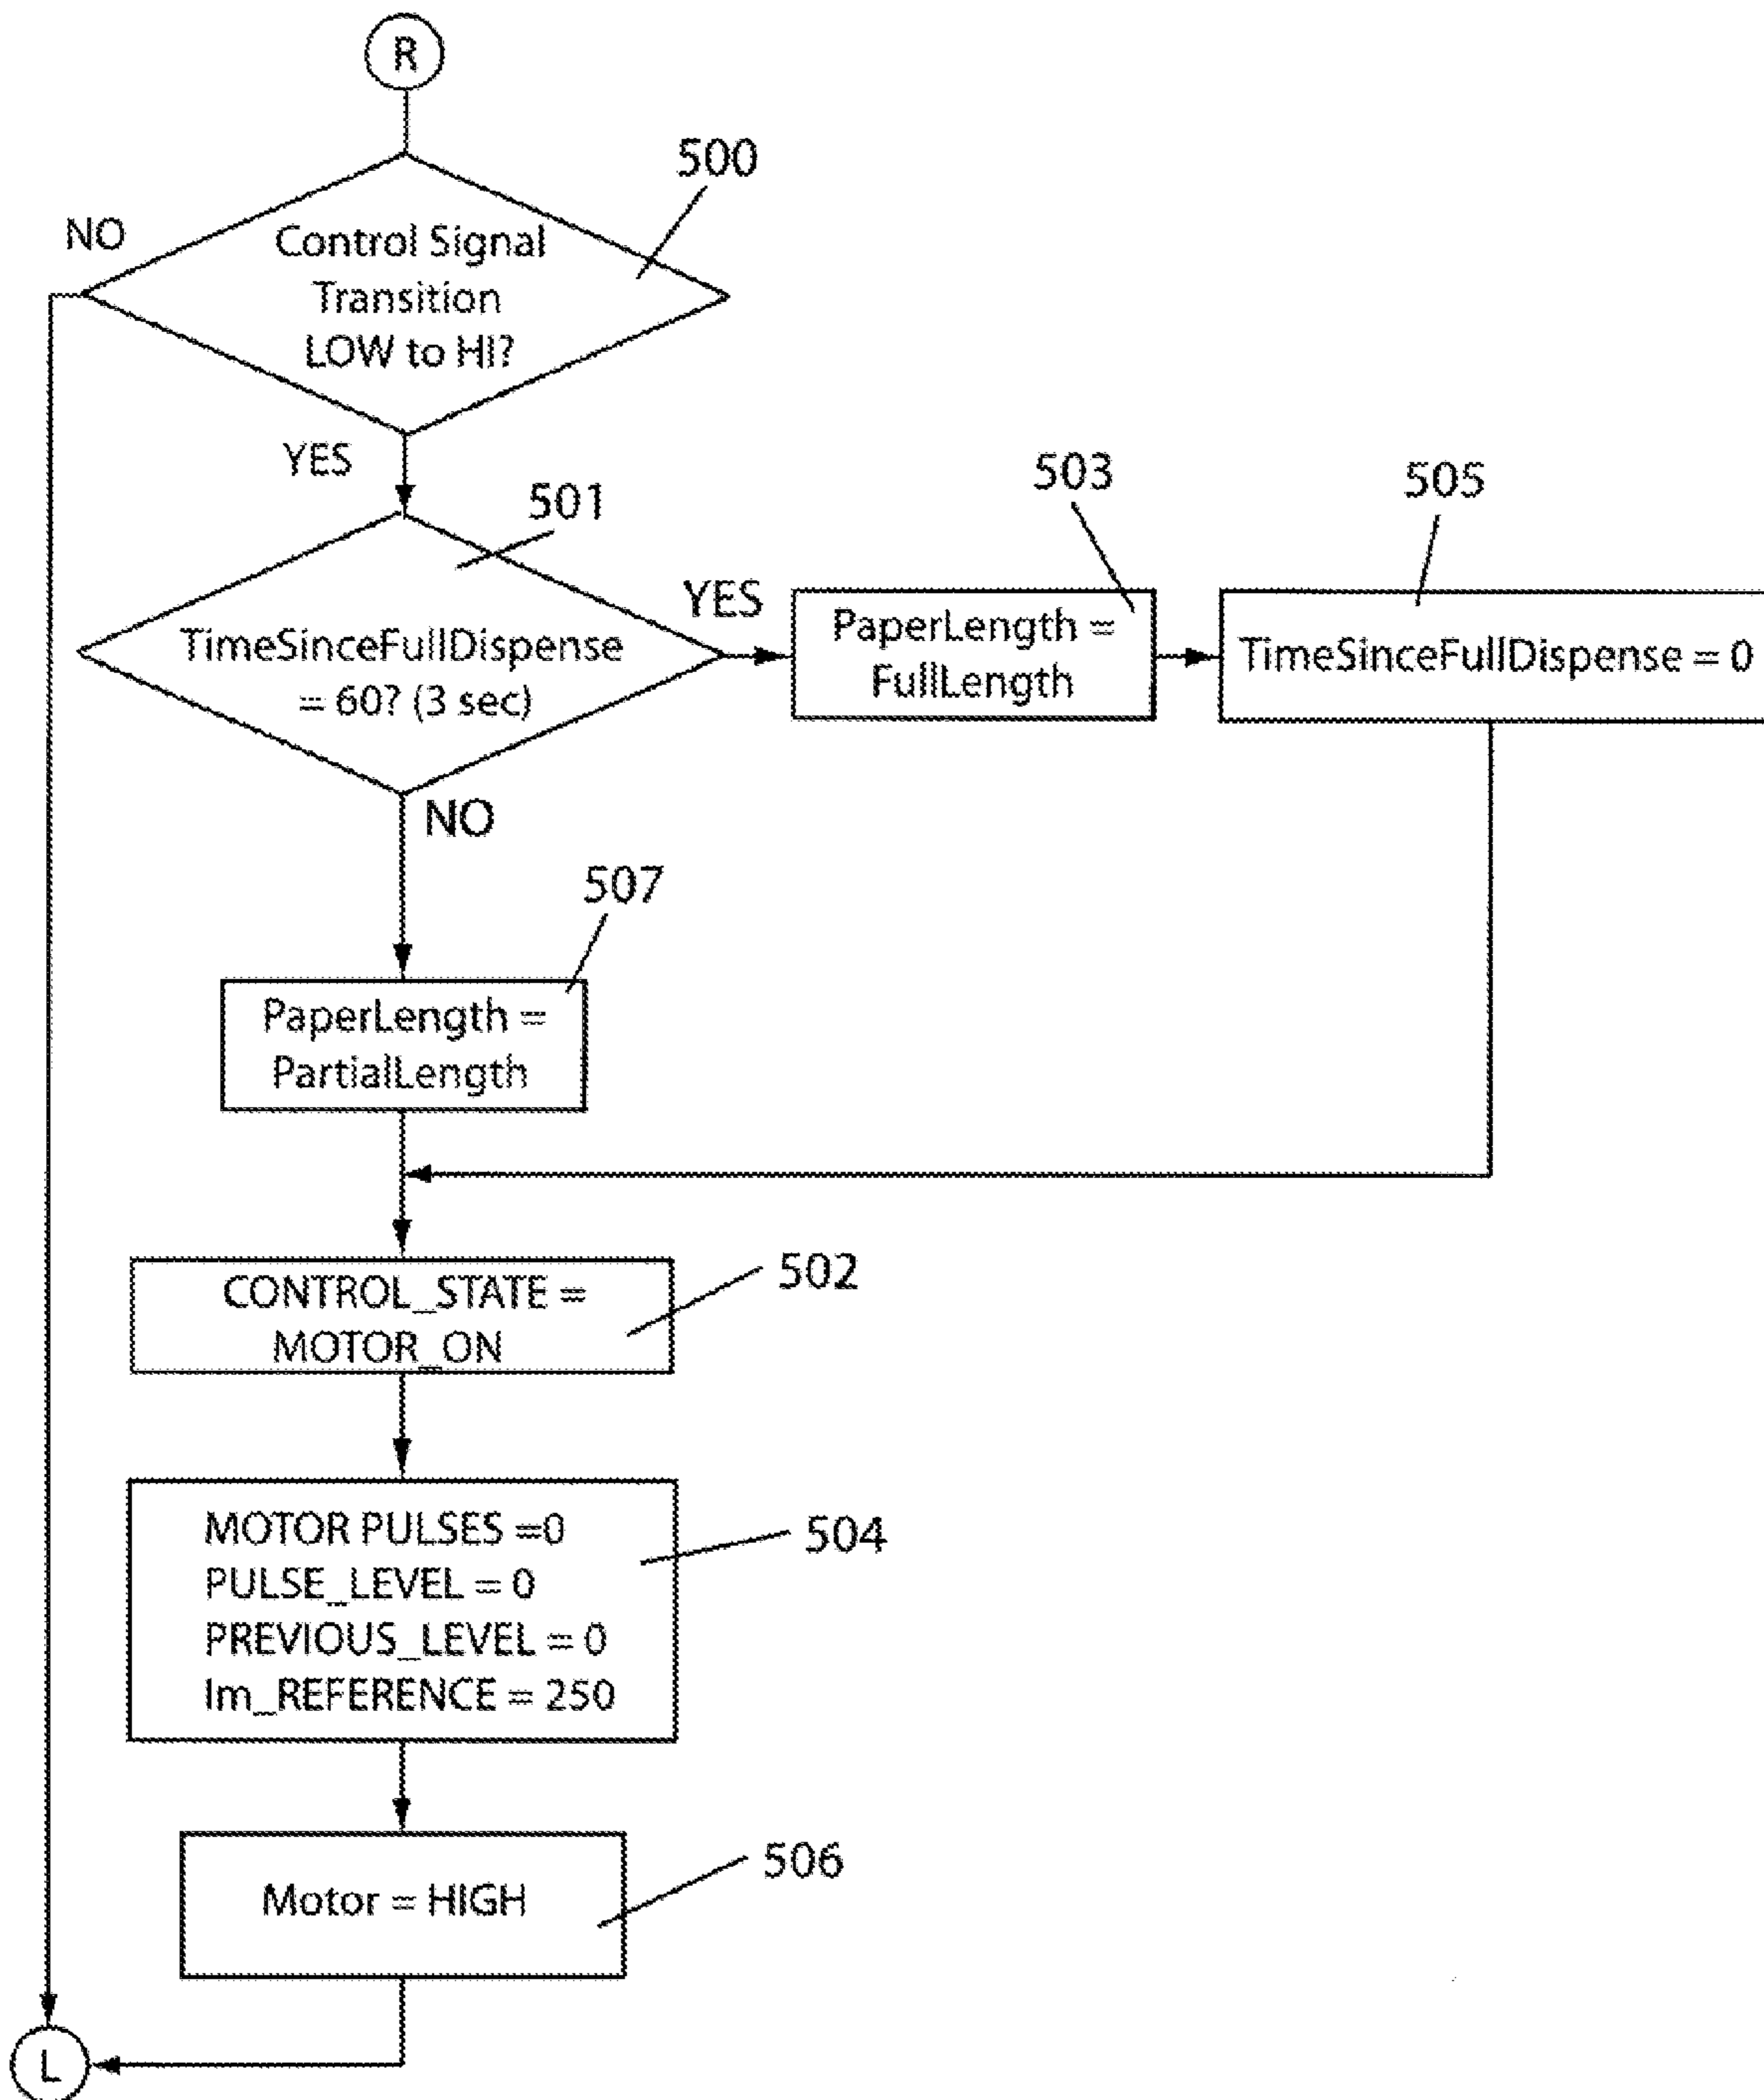 R
500
NO
Control Signal
Transition
LOW to HI?
YES
501
503
505
YES
TimeSinceFullDispense
= 60? (3 sec)
PaperLength =
FullLength
TimeSinceFullDispense = 0
NO
507
PaperLength =
PartialLength
502
CONTROL_STATE =
MOTOR_ON
504
MOTOR PULSES =0
PULSE_LEVEL = 0
PREVIOUS_LEVEL = 0
Im_REFERENCE = 250
506
Motor = HIGH
L